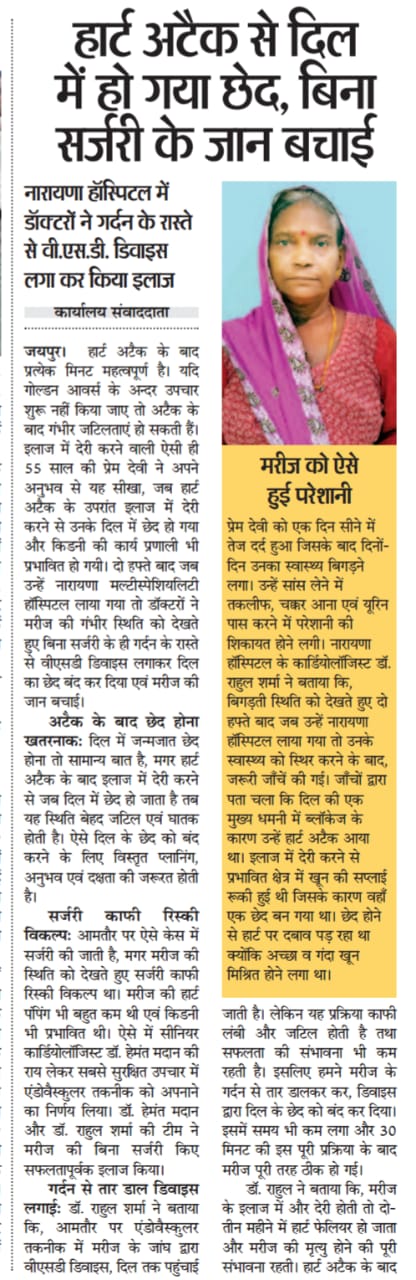 हार्ट अटैक से दिल
में हो गया छेद, बिना
सर्जरी के जान बचाई
नारायणा हॉस्पिटल में
डॉक्टरों ने गर्दन के रास्ते
से वी.एस.डी. डिवाइस
लगा कर किया इलाज
कार्यालय संवाददाता
जयपुर। हार्ट अटैक के बाद
प्रत्येक मिनट महत्वपूर्ण है। यदि
गोल्डन आवर्स के अन्दर उपचार
शुरू नहीं किया जाए तो अटैक के
बाद गंभीर जटिलताएं हो सकती हैं।
इलाज में देरी करने वाली ऐसी ही
55 साल की प्रेम देवी ने अपने
अनुभव से यह सीखा, जब हार्ट
अटैक के उपरांत इलाज में देरी
करने से उनके दिल में छेद हो गया
और किडनी की कार्य प्रणाली भी
प्रभावित हो गयी। दो हफ्ते बाद जब
उन्हें नारायणा मल्टीस्पेशियलिटी
हॉस्पिटल लाया गया तो डॉक्टरों ने
मरीज की गंभीर स्थिति को देखते
हुए बिना सर्जरी के ही गर्दन के रास्ते
से वीएसडी डिवाइस लगाकर दिल
का छेद बंद कर दिया एवं मरीज की
जान बचाई।
अटैक के बाद छेद होना
खतरनाक: दिल में जन्मजात छेद
होना तो सामान्य बात है, मगर हार्ट
अटैक के बाद इलाज में देरी करने
से जब दिल में छेद हो जाता है तब
यह स्थिति बेहद जटिल एवं घातक
होती है। ऐसे दिल के छेद को बंद
करने के लिए विस्तृत प्लानिंग,
अनुभव एवं दक्षता की जरूरत होती
है।
सर्जरी काफी रिस्की
विकल्प: आमतौर पर ऐसे केस में
सर्जरी की जाती है, मगर मरीज की
स्थिति को देखते हुए सर्जरी काफी
रिस्की विकल्प था। मरीज की हार्ट
पंपिंग भी बहुत कम थी एवं किडनी
भी प्रभावित थी। ऐसे में सीनियर
कार्डियोलॉजिस्ट डॉ. हेमंत मदान की
राय लेकर सबसे सुरक्षित उपचार में
एंडोवैस्कुलर तकनीक को अपनाने
का निर्णय लिया। डॉ. हेमंत मदान
और डॉ. राहुल शर्मा की टीम ने
मरीज की बिना सर्जरी किए
सफलतापूर्वक इलाज किया।
गर्दन से तार डाल डिवाइस
लगाई: डॉ. राहुल शर्मा ने बताया
कि, आमतौर पर एंडोवैस्कुलर
तकनीक में मरीज के जांघ द्वारा
वीएसडी डिवाइस, दिल तक पहुंचाई
मरीज को ऐसे
हुई परेशानी
प्रेम देवी को एक दिन सीने में
तेज दर्द हुआ जिसके बाद दिनों-
दिन उनका स्वास्थ्य बिगड़ने
लगा। उन्हें सांस लेने में
तकलीफ, चक्कर आना एवं यूरिन
पास करने में परेशानी की
शिकायत होने लगी। नारायणा
हॉस्पिटल के कार्डियोलॉजिस्ट डॉ.
राहुल शर्मा ने बताया कि,
बिगड़ती स्थिति को देखते हुए दो
हफ्ते बाद जब उन्हें नारायणा
हॉस्पिटल लाया गया तो उनके
स्वास्थ्य को स्थिर करने के बाद,
जरूरी जाँचें की गई। जाँचों द्वारा
पता चला कि दिल की एक
मुख्य धमनी में ब्लॉकेज के
कारण उन्हें हार्ट अटैक आया
था। इलाज में देरी करने से
प्रभावित क्षेत्र में खून की सप्लाई
रूकी हुई थी जिसके कारण वहाँ
एक छेद बन गया था। छेद होने
से हार्ट पर दबाव पड़ रहा था
क्योंकि अच्छा व गंदा खून
मिश्रित होने लगा था।
जाती है। लेकिन यह प्रक्रिया काफी
लंबी और जटिल होती है तथा
सफलता की संभावना भी कम
रहती है। इसलिए हमने मरीज के
गर्दन से तार डालकर कर, डिवाइस
द्वारा दिल के छेद को बंद कर दिया।
इसमें समय भी कम लगा और 30
मिनट की इस पूरी प्रक्रिया के बाद
मरीज पूरी तरह ठीक हो गई।
डॉ. राहुल ने बताया कि, मरीज
के इलाज में और देरी होती तो दो-
तीन महीने में हार्ट फेलियर हो जाता
और मरीज की मृत्यु होने की पूरी
संभावना रहती। हार्ट अटैक के बाद